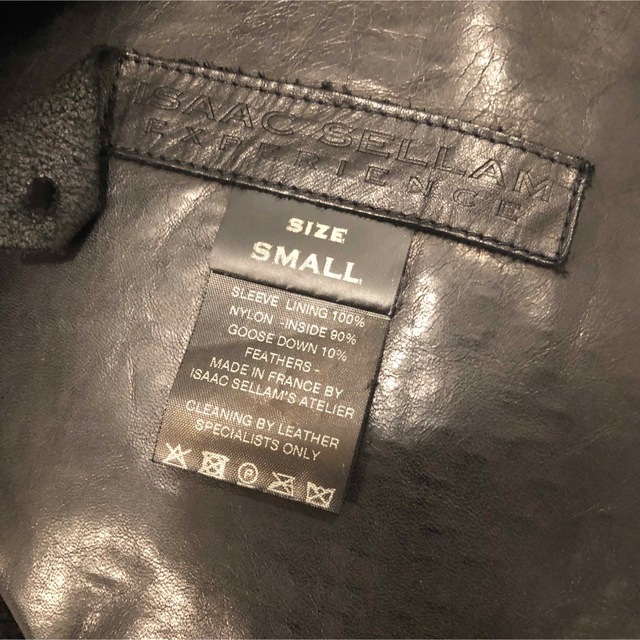 ISAAC SELLAM
EXPERIENCE
SIZE
SMALL
SLEEVE LINING 100%
NYLON -INSIDE 90%
GOOSE DOWN 10%
FEATHERS -
MADE IN FRANCE BY
ISAAC SELLAM'S ATELIER
CLEANING BY LEATHER
SPECIALISTS ONLY
P